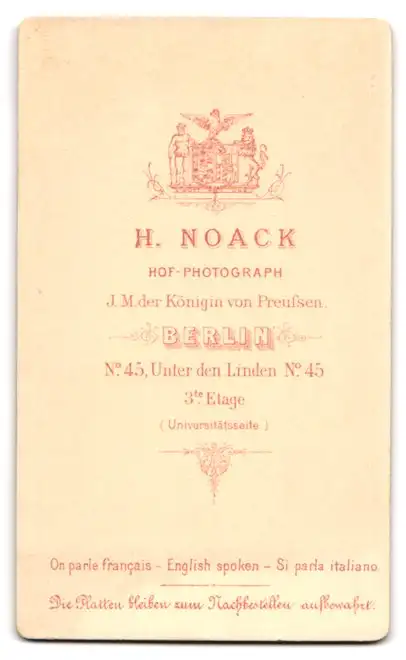 H. NOACK
HOF-PHOTOGRAPH
J. M. der Königin von Preuſsen.
BERLIN
No. 45, Unter den Linden No. 45
3te Etage
(Universitätsseite)
On parle français - English spoken - Si parla italiano
Die Platten bleiben zum Nachbestellen aufbewahrt.